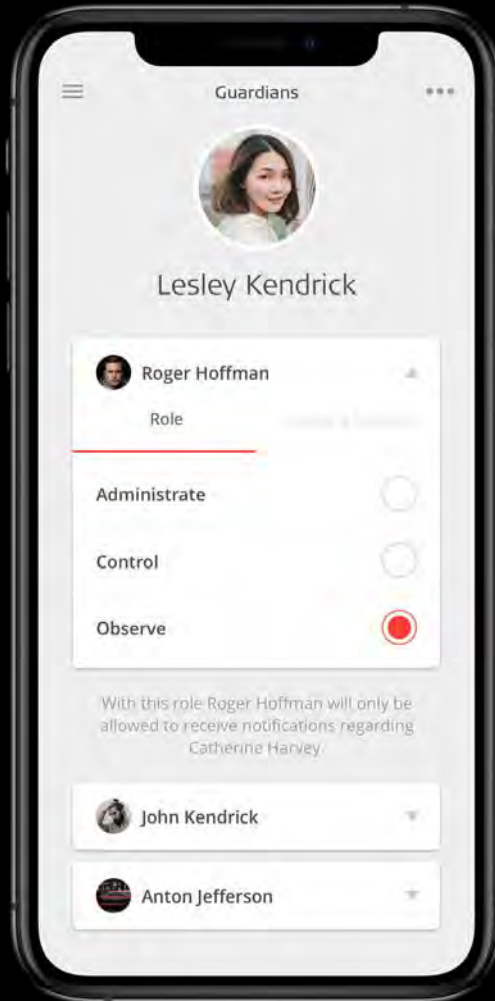 Guardians
Lesley Kendrick
Roger Hoffman
Role
Administrate
Control
Observe
With this role Roger Hoffman will only be
allowed to receive notifications regarding
Catherine Harvey
John Kendrick
Anton Jefferson